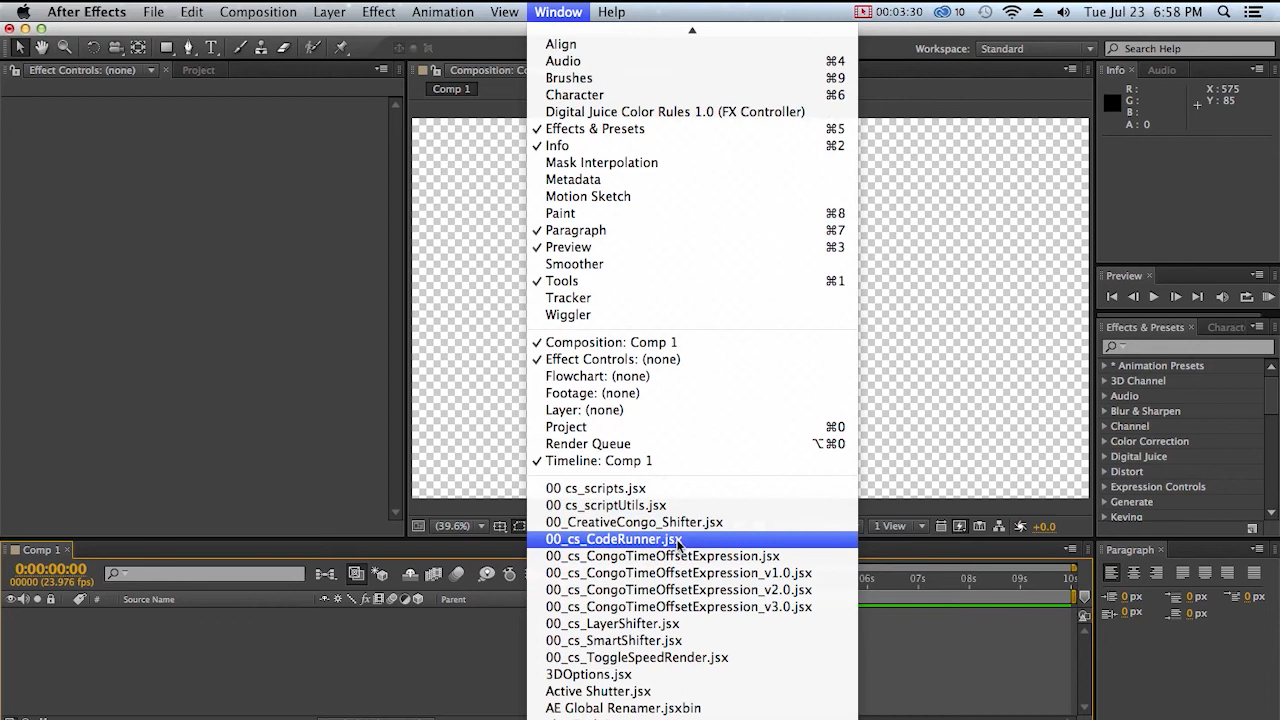 After Effects File Edit Composition Layer Effect Animation View Window Help 00:03:30 10 Tue Jul 23 6:58 PM
Workspace: Standard Search Help
Effect Controls: (none) Project
Composition: Co
Comp 1
Info Audio
R:
G:
B:
A: 0
X: 575
Y: 85
Align
Audio ⌘4
Brushes ⌘9
Character ⌘6
Digital Juice Color Rules 1.0 (FX Controller)
✓ Effects & Presets ⌘5
✓ Info ⌘2
Mask Interpolation
Metadata
Motion Sketch
Paint ⌘8
✓ Paragraph ⌘7
✓ Preview ⌘3
Smoother
✓ Tools ⌘1
Tracker
Wiggler
✓ Composition: Comp 1
✓ Effect Controls: (none)
Flowchart: (none)
Footage: (none)
Layer: (none)
Project ⌘0
Render Queue ⌥⌘0
✓ Timeline: Comp 1
00 cs_scripts.jsx
00 cs_scriptUtils.jsx
00_CreativeCongo_Shifter.jsx
00_cs_CodeRunner.jsx
00_cs_CongoTimeOffsetExpression.jsx
00_cs_CongoTimeOffsetExpression_v1.0.jsx
00_cs_CongoTimeOffsetExpression_v2.0.jsx
00_cs_CongoTimeOffsetExpression_v3.0.jsx
00_cs_LayerShifter.jsx
00_cs_SmartShifter.jsx
00_cs_ToggleSpeedRender.jsx
3DOptions.jsx
Active Shutter.jsx
AE Global Renamer.jsxbin
Preview
Effects & Presets Charact
* Animation Presets
3D Channel
Audio
Blur & Sharpen
Channel
Color Correction
Digital Juice
Distort
Expression Controls
Generate
Keying
(39.6%)
1 View +0.0
Comp 1
0:00:00:00
00000 (23.976 fps)
# Source Name Parent
06s 07s 08s 09s 10s
Paragraph
0 px 0 px 0 px
0 px 0 px